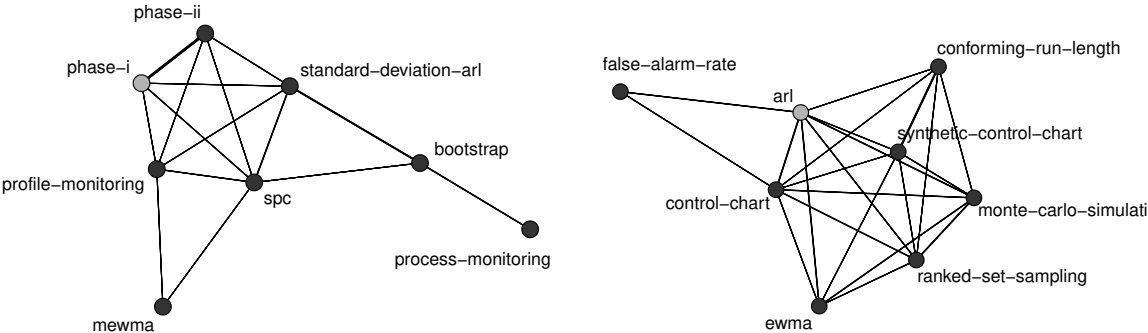 phase−ii
phase−i
standard−deviation−arl
bootstrap
profile−monitoring
spc
process−monitoring
mewma
conforming−run−length
false−alarm−rate
arl
synthetic−control−chart
control−chart
monte−carlo−simulati
ranked−set−sampling
ewma